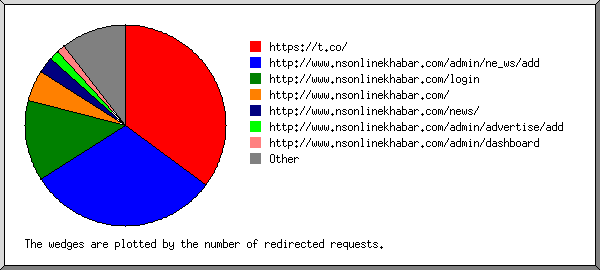 https://t.co/
http://www.nsonlinekhabar.com/admin/ne_ws/add
http://www.nsonlinekhabar.com/login
http://www.nsonlinekhabar.com/
http://www.nsonlinekhabar.com/news/
http://www.nsonlinekhabar.com/admin/advertise/add
http://www.nsonlinekhabar.com/admin/dashboard
Other
The wedges are plotted by the number of redirected requests.